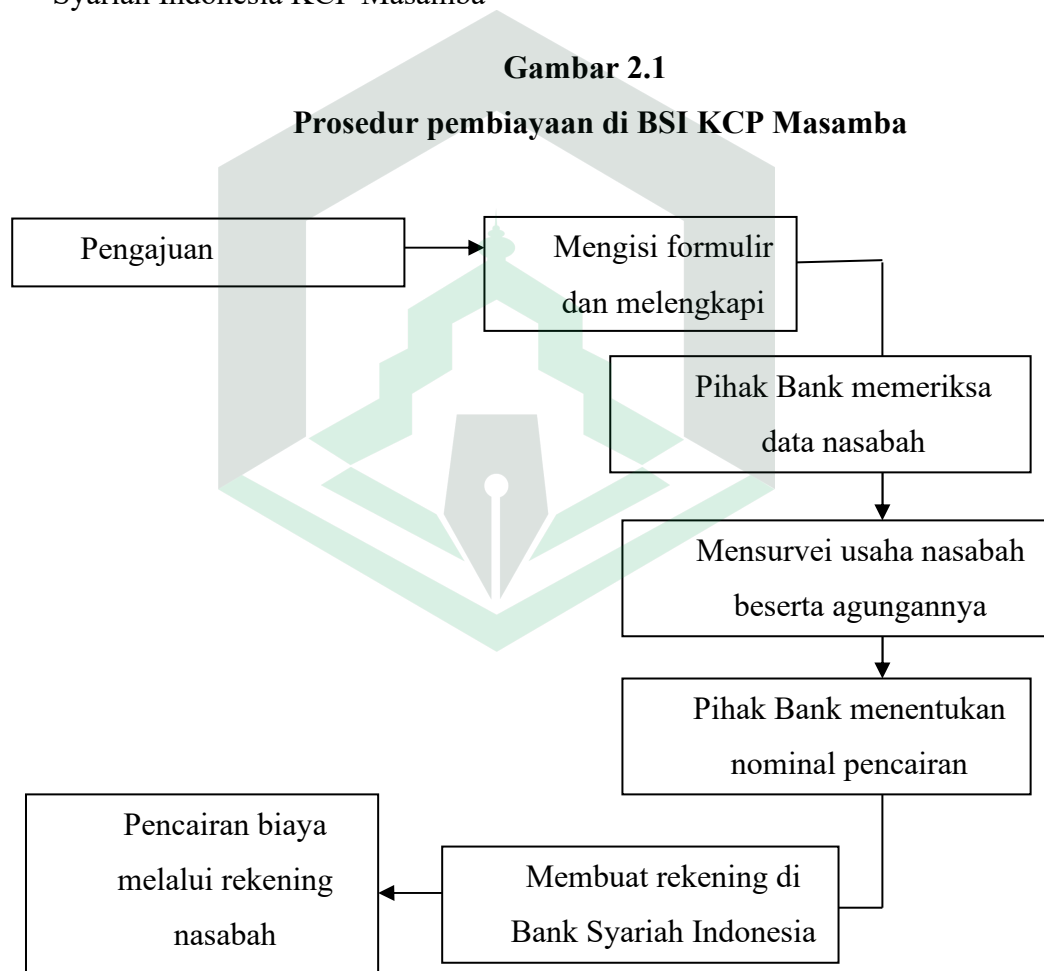 Syariah Indonesia KCP Masamba
Gambar 2.1
Prosedur pembiayaan di BSI KCP Masamba
Pengajuan
Mengisi formulir
dan melengkapi
Pihak Bank memeriksa
data nasabah
Mensurvei usaha nasabah
beserta agungannya
Pihak Bank menentukan
nominal pencairan
Membuat rekening di
Bank Syariah Indonesia
Pencairan biaya
melalui rekening
nasabah